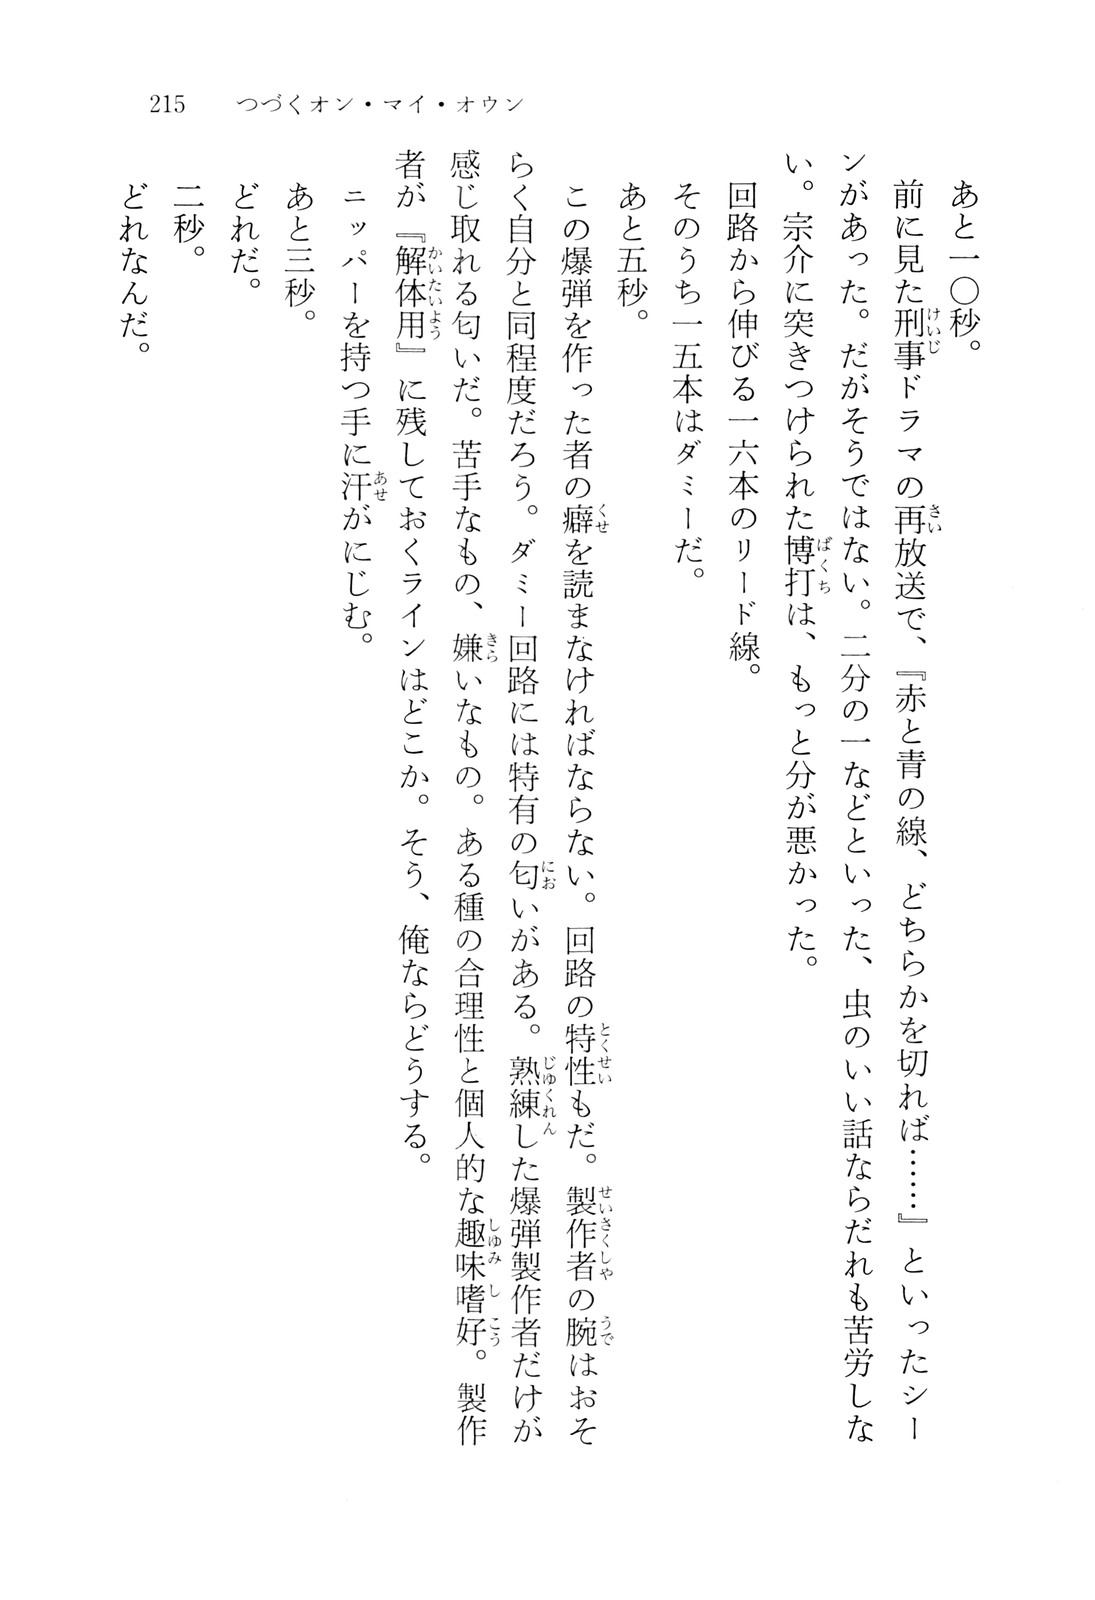 215　つづくオン・マイ・オウン
あと一〇秒。
前に見た刑事ドラマの再放送で、『赤と青の線、どちらかを切れば……』といったシー
ンがあった。だがそうではない。二分の一などといった、虫のいい話ならだれも苦労しな
い。宗介に突きつけられた博打は、もっと分が悪かった。
回路から伸びる一六本のリード線。
そのうち一五本はダミーだ。
あと五秒。
この爆弾を作った者の癖を読まなければならない。回路の特性もだ。製作者の腕はおそ
らく自分と同程度だろう。ダミー回路には特有の匂いがある。熟練した爆弾製作者だけが
感じ取れる匂いだ。苦手なもの、嫌いなもの。ある種の合理性と個人的な趣味嗜好。製作
者が『解体用』に残しておくラインはどこか。そう、俺ならどうする。
ニッパーを持つ手に汗がにじむ。
あと三秒。
どれだ。
二秒。
どれなんだ。